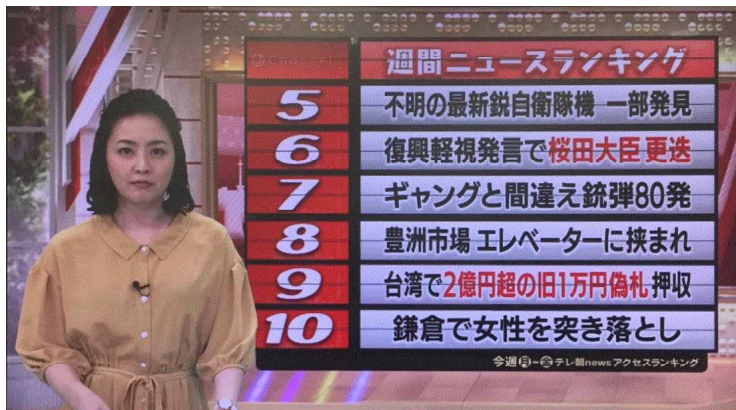 週間ニュースランキング
5 不明の最新鋭自衛隊機 一部発見
6 復興軽視発言で桜田大臣 更迭
7 ギャングと間違え銃弾80発
8 豊洲市場 エレベーターに挟まれ
9 台湾で2億円超の旧1万円偽札 押収
10 鎌倉で女性を突き落とし
今週月-金テレ朝newsアクセスランキング